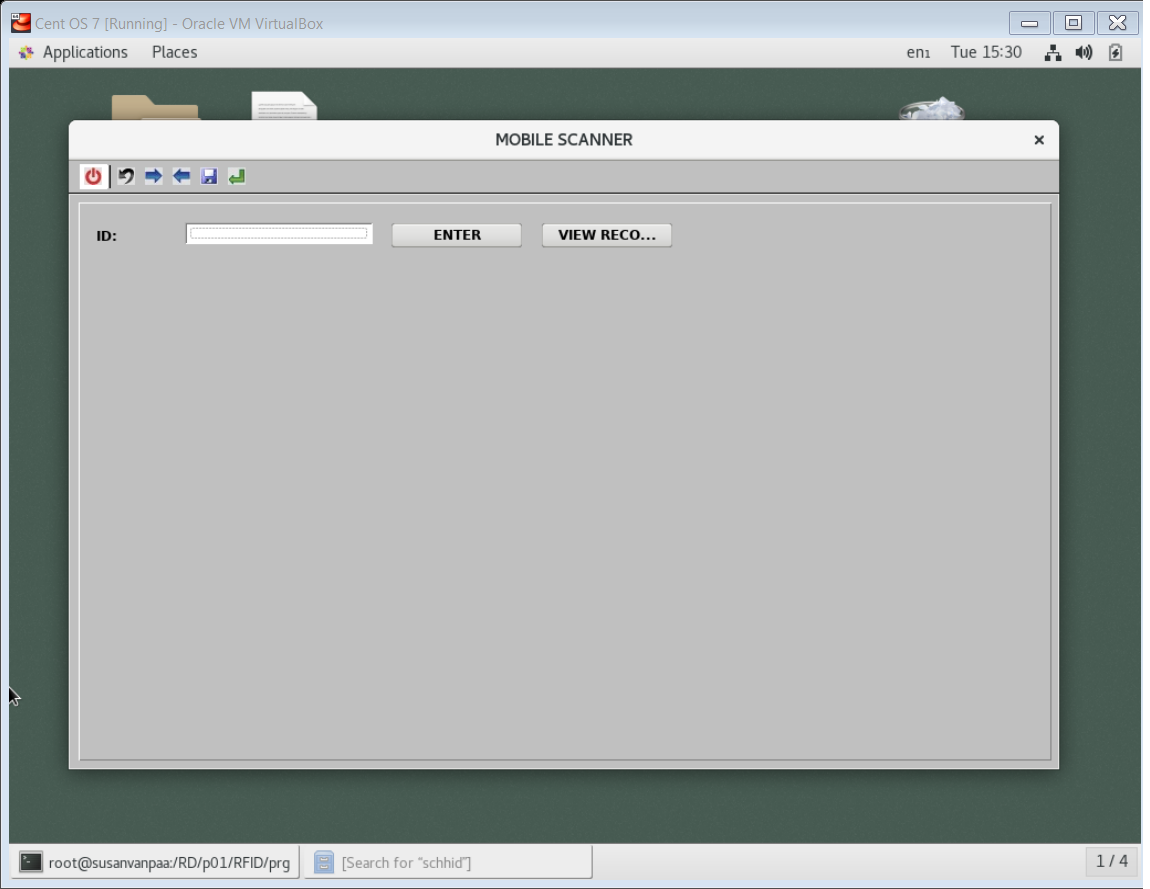 Cent OS 7 [Running] - Oracle VM VirtualBox
Applications Places en1 Tue 15:30
MOBILE SCANNER
ID: ENTER VIEW RECO...
root@susanvanpaa:/RD/p01/RFID/prg [Search for "schhid"] 1 / 4